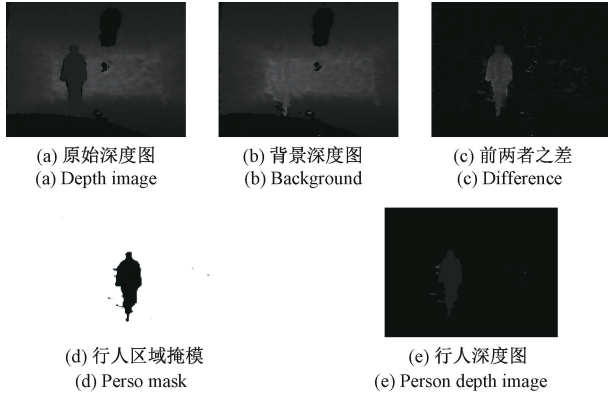 (a) 原始深度图 (b) 背景深度图 (c) 前两者之差
(a) Depth image (b) Background (c) Difference
(d) 行人区域掩模 (e) 行人深度图
(d) Perso mask (e) Person depth image